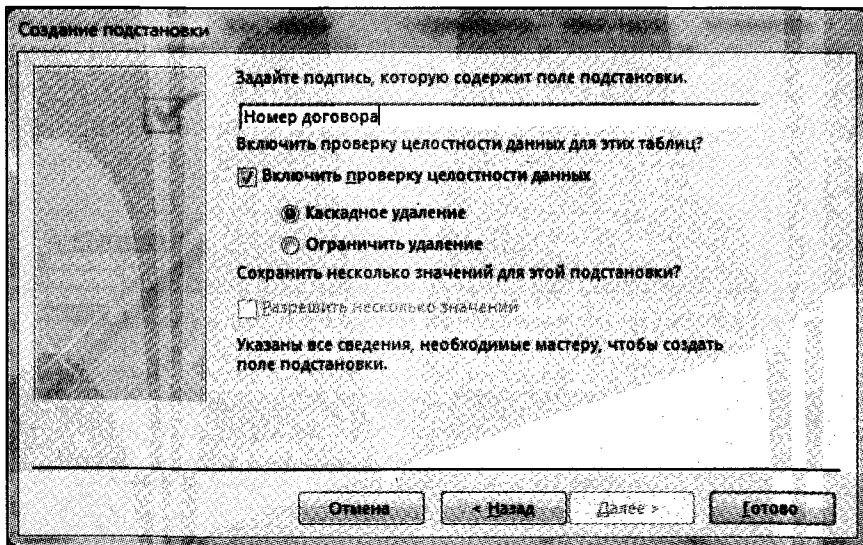 Создание подстановки
Задайте подпись, которую содержит поле подстановки.
Номер договора
Включить проверку целостности данных для этих таблиц?
Включить проверку целостности данных
Каскадное удаление
Ограничить удаление
Сохранить несколько значений для этой подстановки?
Разрешить несколько значений
Указаны все сведения, необходимые мастеру, чтобы создать
поле подстановки.
Отмена
< Назад
Далее >
Готово